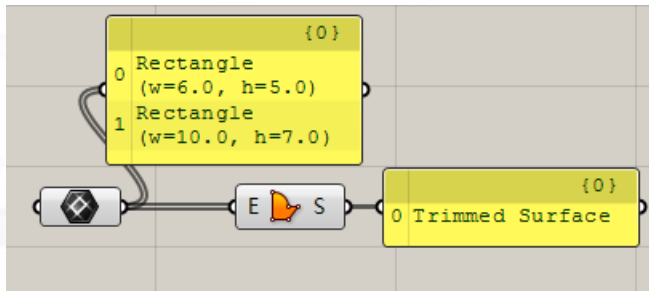 {0}
0 Rectangle
(w=6.0, h=5.0)
1 Rectangle
(w=10.0, h=7.0)
E S
{0}
0 Trimmed Surface